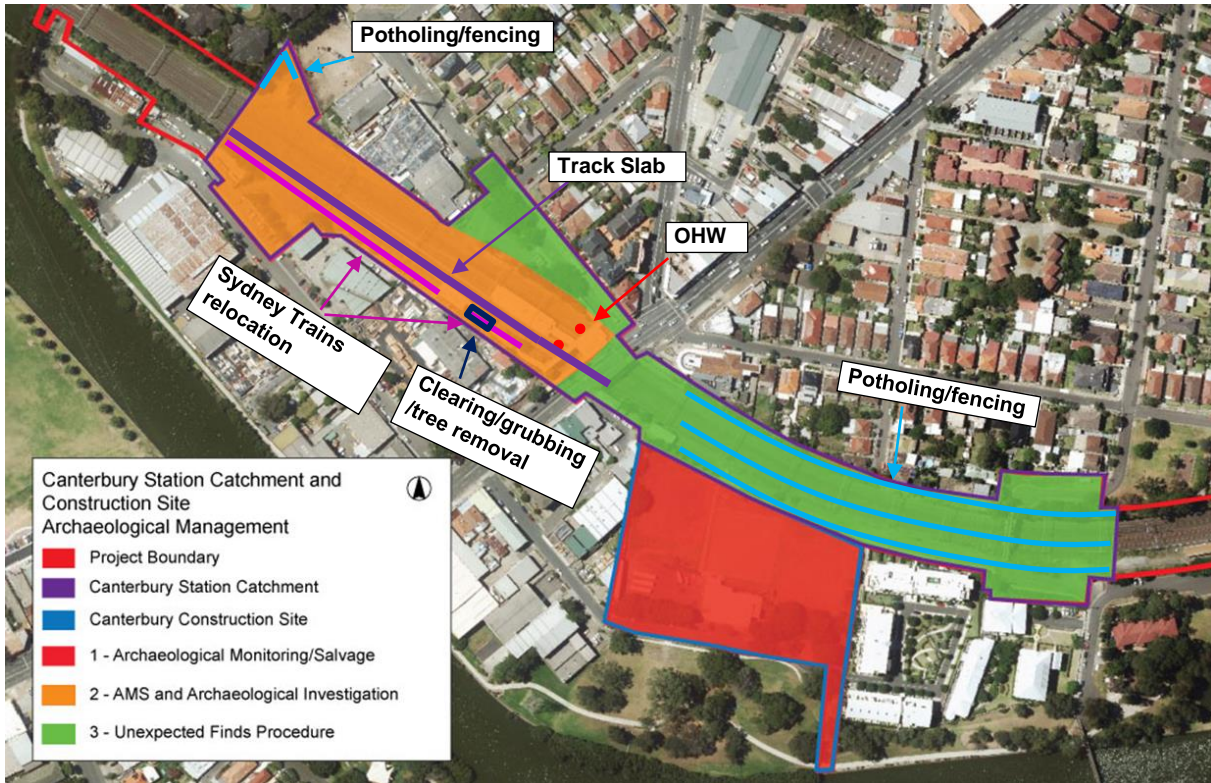 Potholing/fencing
Track Slab
OHW
Sydney Trains
relocation
Clearing/grubbing
/tree removal
Potholing/fencing
Canterbury Station Catchment and
Construction Site
Archaeological Management
Project Boundary
Canterbury Station Catchment
Canterbury Construction Site
1 - Archaeological Monitoring/Salvage
2 - AMS and Archaeological Investigation
3 - Unexpected Finds Procedure